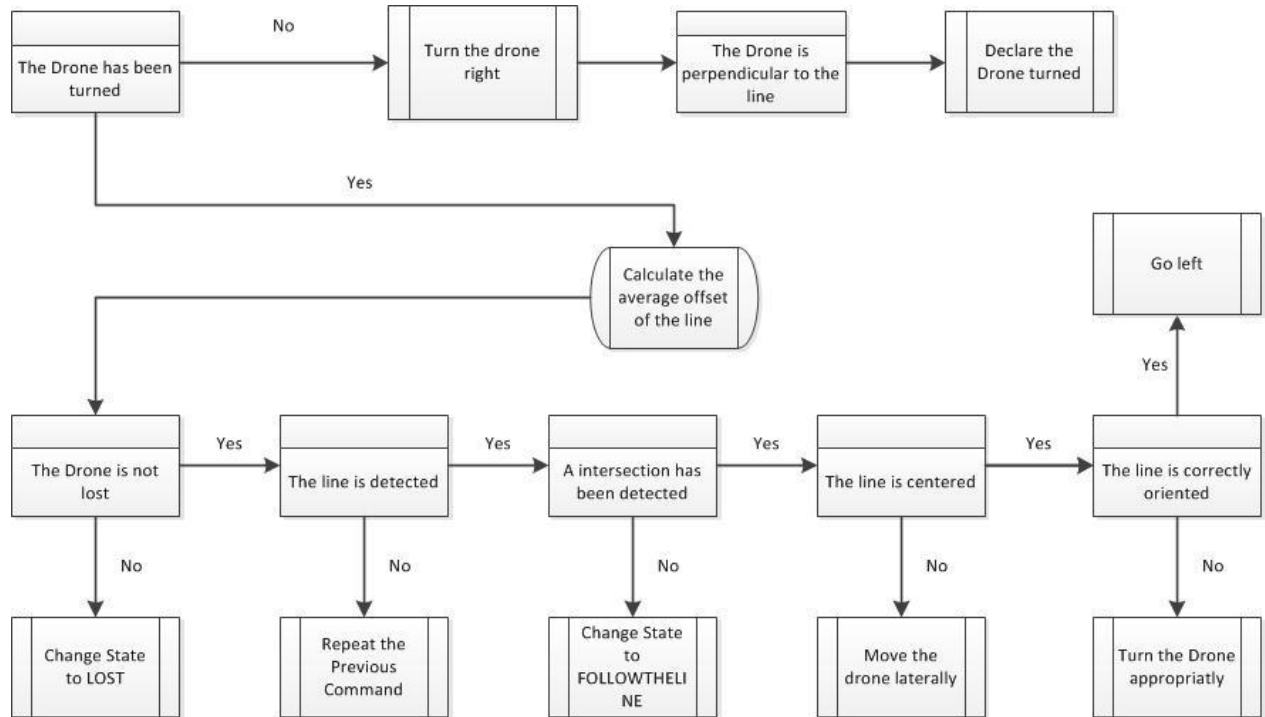 No
The Drone has been
turned
Turn the drone
right
The Drone is
perpendicular to the
line
Declare the
Drone turned
Yes
Calculate the
average offset
of the line
Go left
Yes
The Drone is not
lost
Yes
The line is detected
Yes
A intersection has
been detected
Yes
The line is centered
Yes
The line is correctly
oriented
No
No
No
No
No
Change State
to LOST
Repeat the
Previous
Command
Change State
to
FOLLOWTHELI
NE
Move the
drone laterally
Turn the Drone
appropriatly